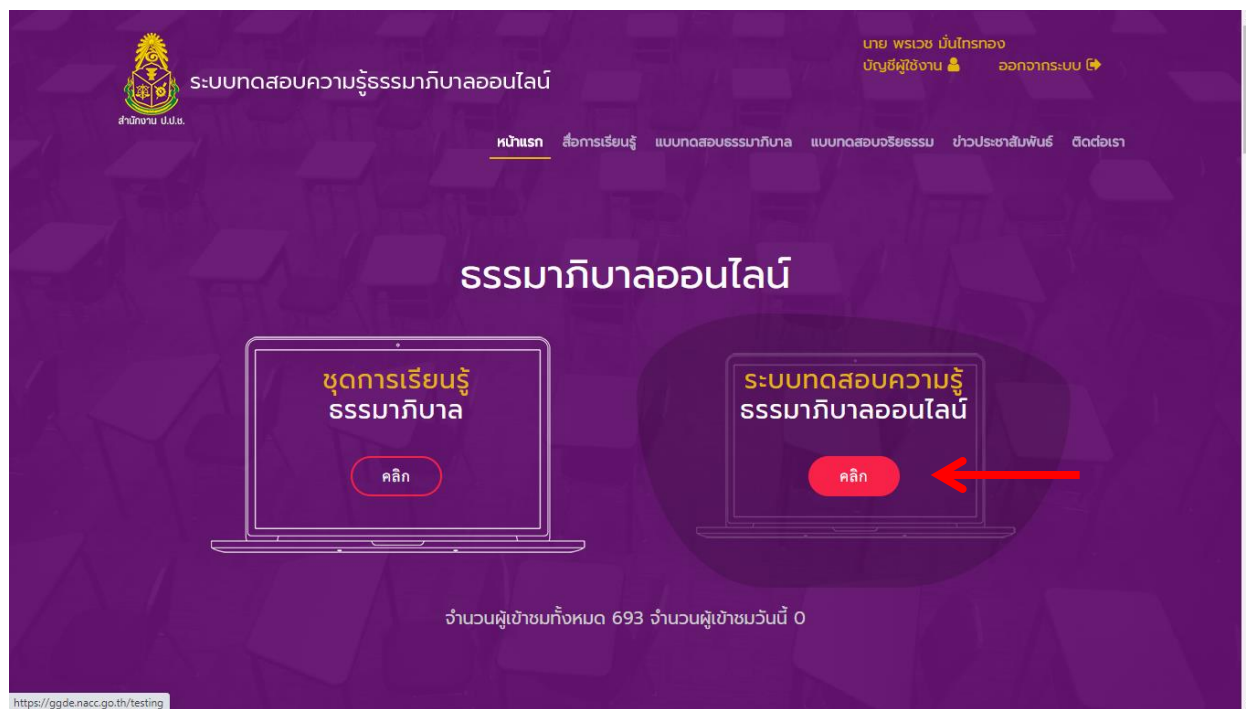 นาย พรเวช มั่นไทรทอง
บัญชีผู้ใช้งาน ออกจากระบบ
ระบบทดสอบความรู้ธรรมาภิบาลออนไลน์
สำนักงาน ป.ป.ช.
หน้าแรก สื่อการเรียนรู้ แบบทดสอบธรรมาภิบาล แบบทดสอบจริยธรรม ข่าวประชาสัมพันธ์ ติดต่อเรา
ธรรมาภิบาลออนไลน์
ชุดการเรียนรู้
ธรรมาภิบาล
คลิก
ระบบทดสอบความรู้
ธรรมาภิบาลออนไลน์
คลิก
จำนวนผู้เข้าชมทั้งหมด 693 จำนวนผู้เข้าชมวันนี้ 0
https://ggde.nacc.go.th/testing